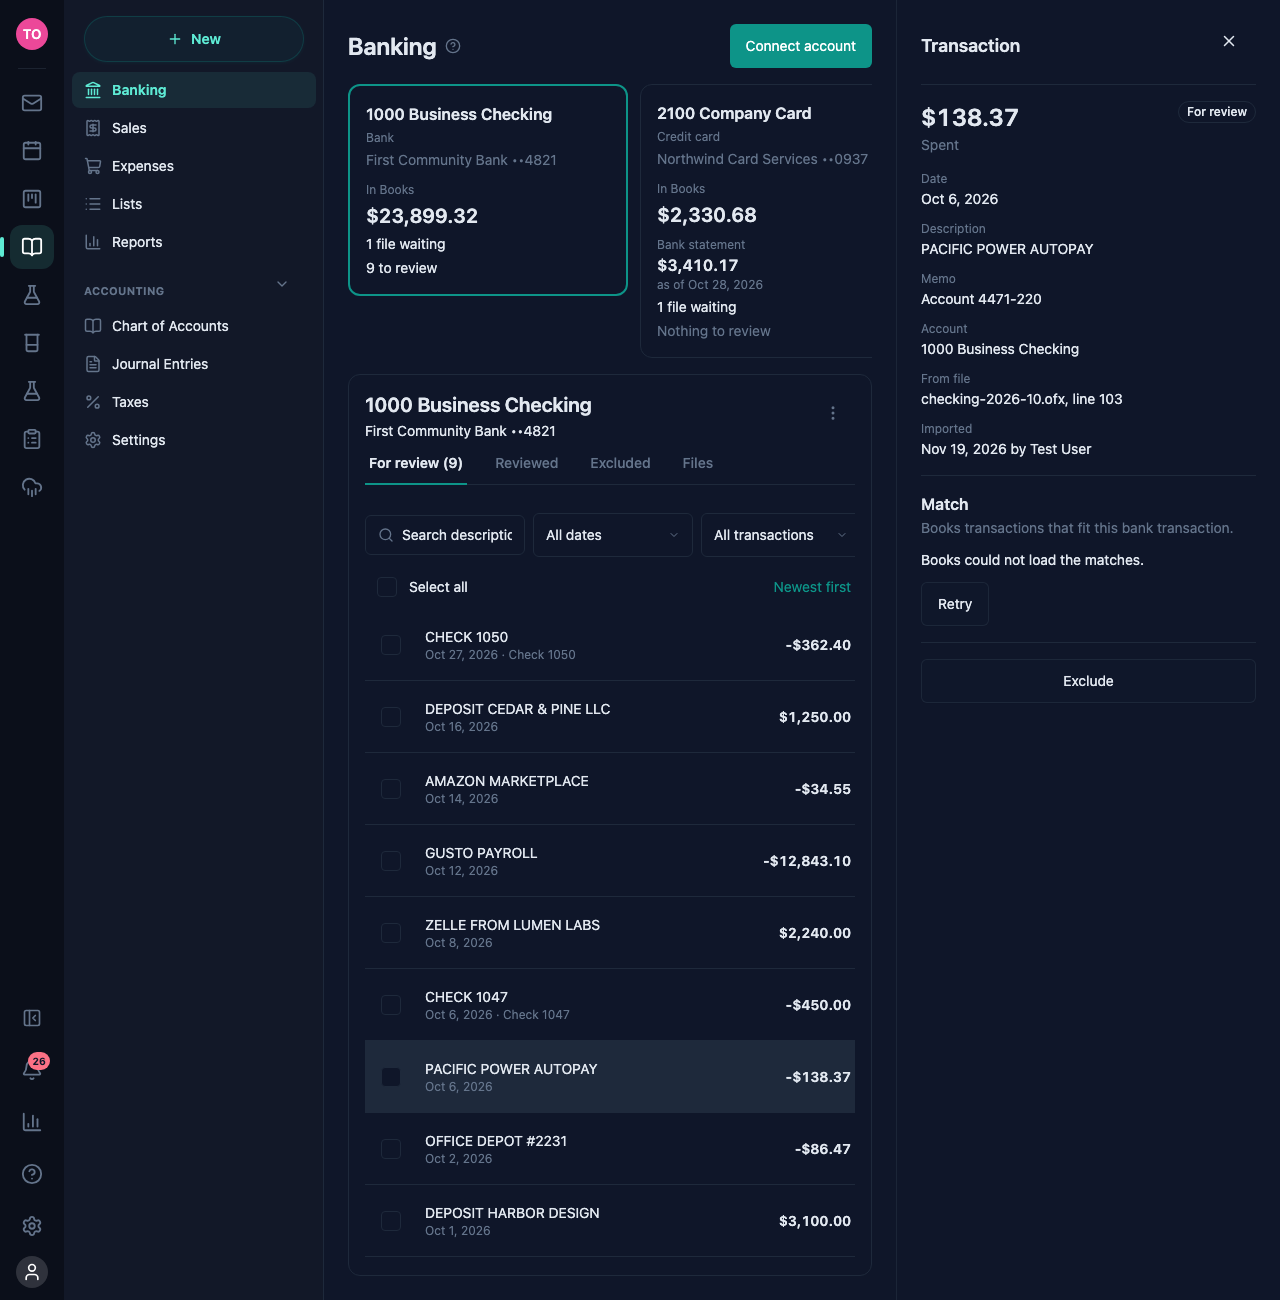 TO
New
Banking
Sales
Expenses
Lists
Reports
ACCOUNTING
Chart of Accounts
Journal Entries
Taxes
Settings
26
Banking
Connect account
1000 Business Checking
Bank
First Community Bank ••4821
In Books
$23,899.32
1 file waiting
9 to review
2100 Company Card
Credit card
Northwind Card Services ••0937
In Books
$2,330.68
Bank statement
$3,410.17
as of Oct 28, 2026
1 file waiting
Nothing to review
1000 Business Checking
First Community Bank ••4821
For review (9)
Reviewed
Excluded
Files
Search descriptic
All dates
All transactions
Select all
Newest first
CHECK 1050
Oct 27, 2026 · Check 1050
-$362.40
DEPOSIT CEDAR & PINE LLC
Oct 16, 2026
$1,250.00
AMAZON MARKETPLACE
Oct 14, 2026
-$34.55
GUSTO PAYROLL
Oct 12, 2026
-$12,843.10
ZELLE FROM LUMEN LABS
Oct 8, 2026
$2,240.00
CHECK 1047
Oct 6, 2026 · Check 1047
-$450.00
PACIFIC POWER AUTOPAY
Oct 6, 2026
-$138.37
OFFICE DEPOT #2231
Oct 2, 2026
-$86.47
DEPOSIT HARBOR DESIGN
Oct 1, 2026
$3,100.00
Transaction
$138.37
For review
Spent
Date
Oct 6, 2026
Description
PACIFIC POWER AUTOPAY
Memo
Account 4471-220
Account
1000 Business Checking
From file
checking-2026-10.ofx, line 103
Imported
Nov 19, 2026 by Test User
Match
Books transactions that fit this bank transaction.
Books could not load the matches.
Retry
Exclude